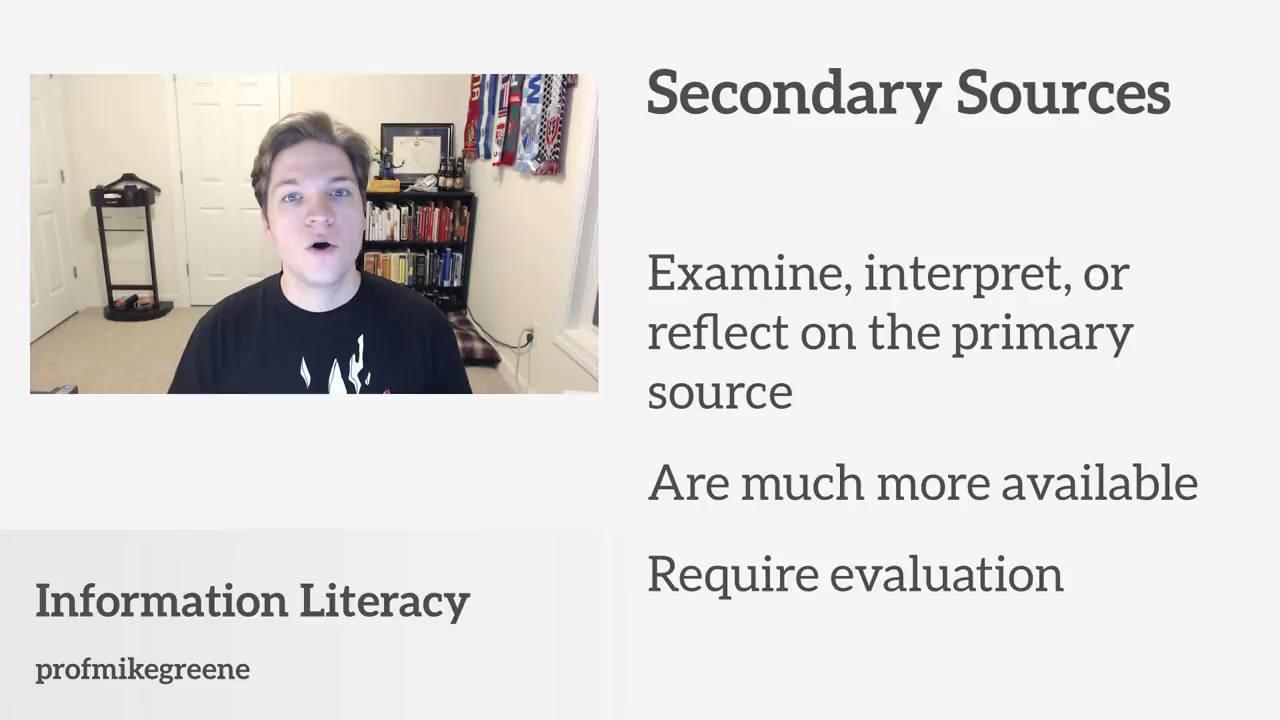 Secondary Sources
Examine, interpret, or
reflect on the primary
source
Are much more available
Require evaluation
Information Literacy
profmikegreene